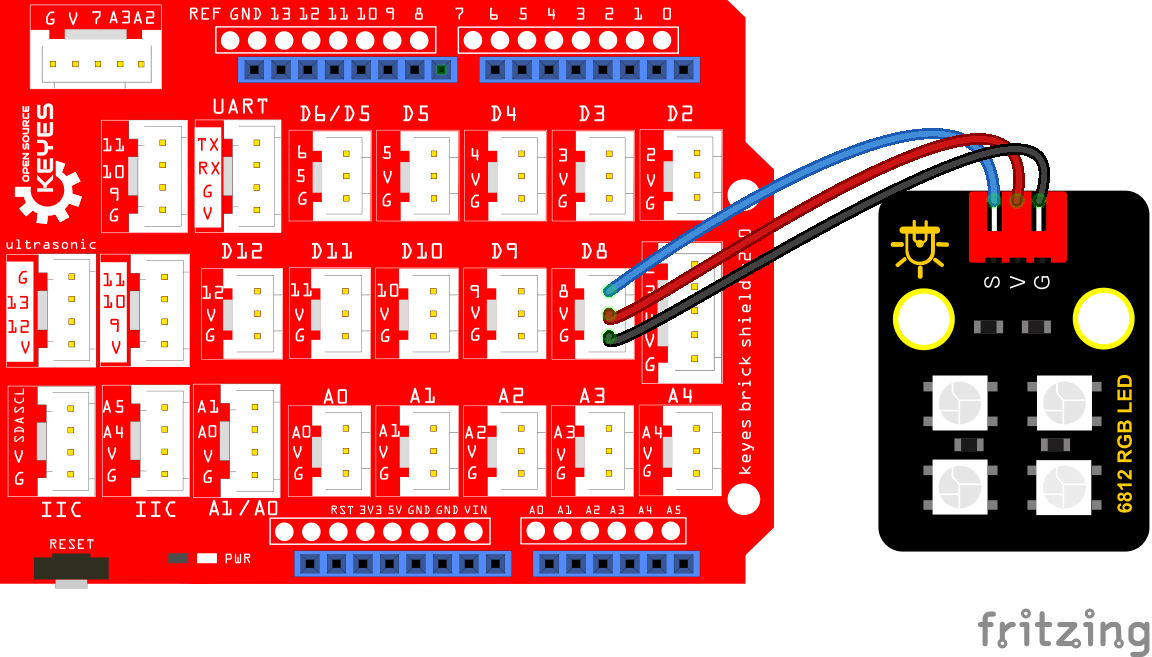 G V 7 A3 A2
REF GND 13 12 11 10 9 8 7 6 5 4 3 2 1 0
OPEN SOURCE
KEYES
UART
D6/D5
D5
D4
D3
D2
11
10
9
G
TX
RX
G
V
6
5
G
5
V
G
4
V
G
3
V
G
2
V
G
ultrasonic
D12
D11
D10
D9
D8
G
13
12
V
11
10
9
V
12
V
G
11
V
G
10
V
G
9
V
G
8
V
G
G
keyes brick shield
A0
A1
A2
A3
A4
SCL
SDA
V
G
A5
A4
V
G
A1
A0
V
G
A0
V
G
A1
V
G
A2
V
G
A3
V
G
A4
V
G
IIC
IIC
A1/A0
RST 3V3 5V GND GND VIN
A0 A1 A2 A3 A4 A5
RESET
PWR
S
V
G
6812 RGB LED
fritzing